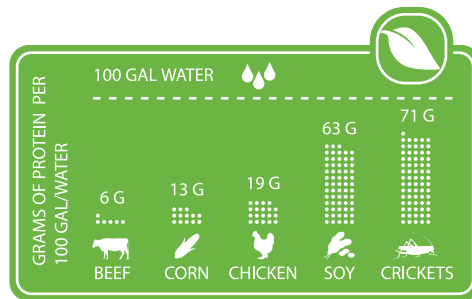 100 GAL WATER
GRAMS OF PROTEIN PER
100 GAL/WATER
6 G
13 G
19 G
63 G
71 G
BEEF
CORN
CHICKEN
SOY
CRICKETS